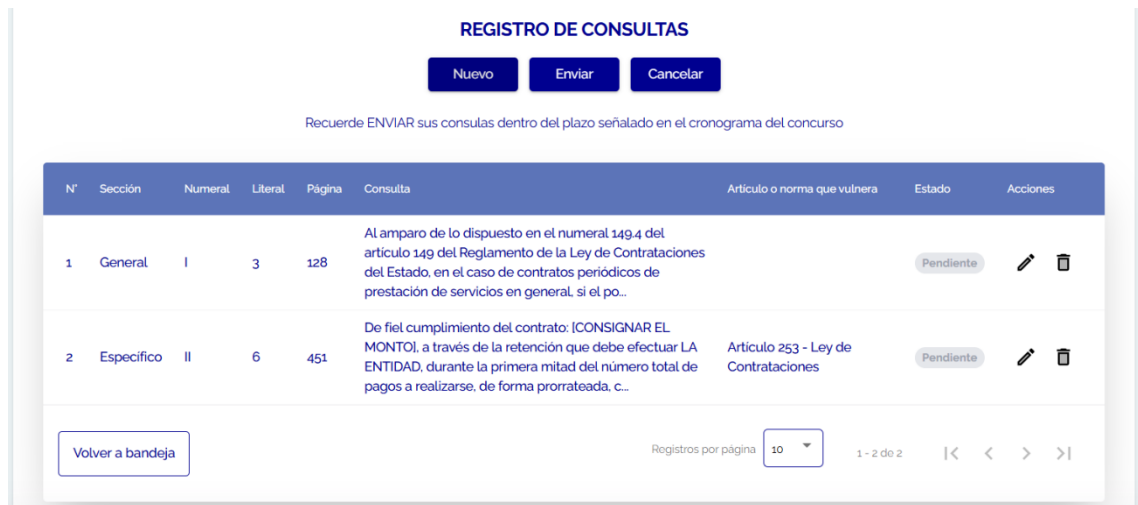 REGISTRO DE CONSULTAS
Nuevo Enviar Cancelar
Recuerde ENVIAR sus consulas dentro del plazo señalado en el cronograma del concurso
N° Sección Numeral Literal Página Consulta Artículo o norma que vulnera Estado Acciones
Al amparo de lo dispuesto en el numeral 149.4 del
artículo 149 del Reglamento de la Ley de Contrataciones
1 General I 3 128 del Estado, en el caso de contratos periódicos de Pendiente
prestación de servicios en general, si el po...
De fiel cumplimiento del contrato: [CONSIGNAR EL
MONTO], a través de la retención que debe efectuar LA Artículo 253 - Ley de
2 Específico II 6 451 ENTIDAD, durante la primera mitad del número total de Contrataciones Pendiente
pagos a realizarse, de forma prorrateada, c...
Volver a bandeja Registros por página 10 1 - 2 de 2